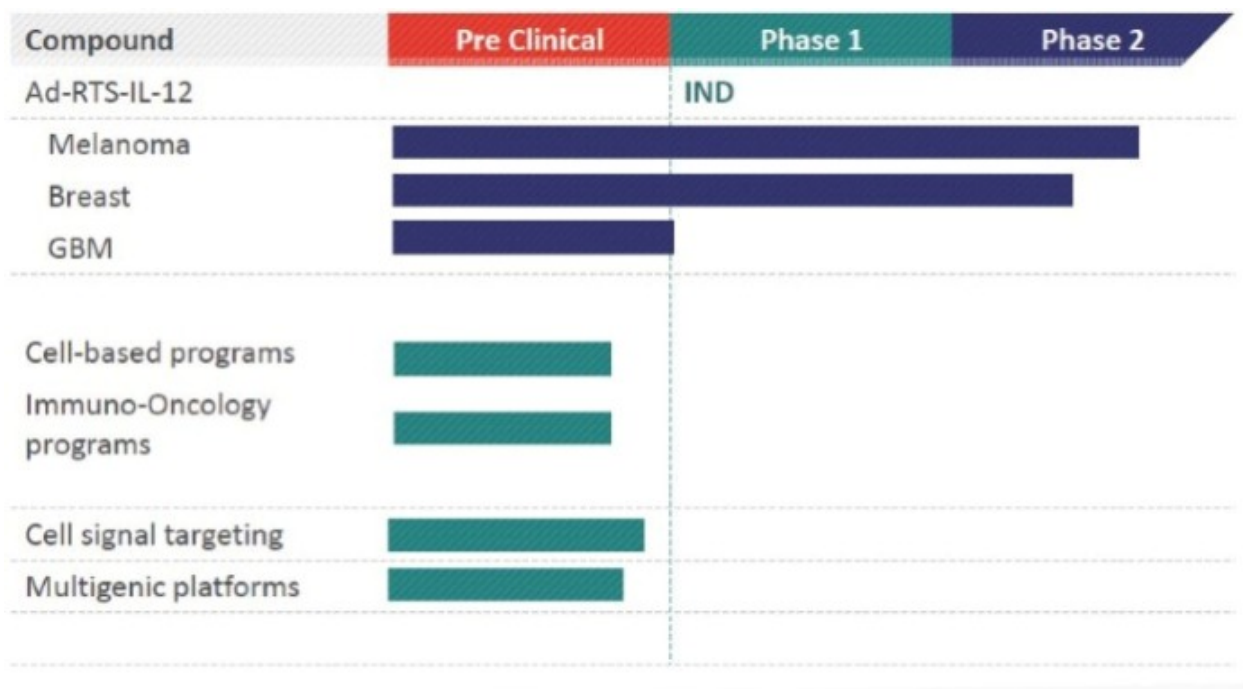 Compound Pre Clinical Phase 1 Phase 2
Ad-RTS-IL-12 IND
Melanoma
Breast
GBM
Cell-based programs
Immuno-Oncology
programs
Cell signal targeting
Multigenic platforms